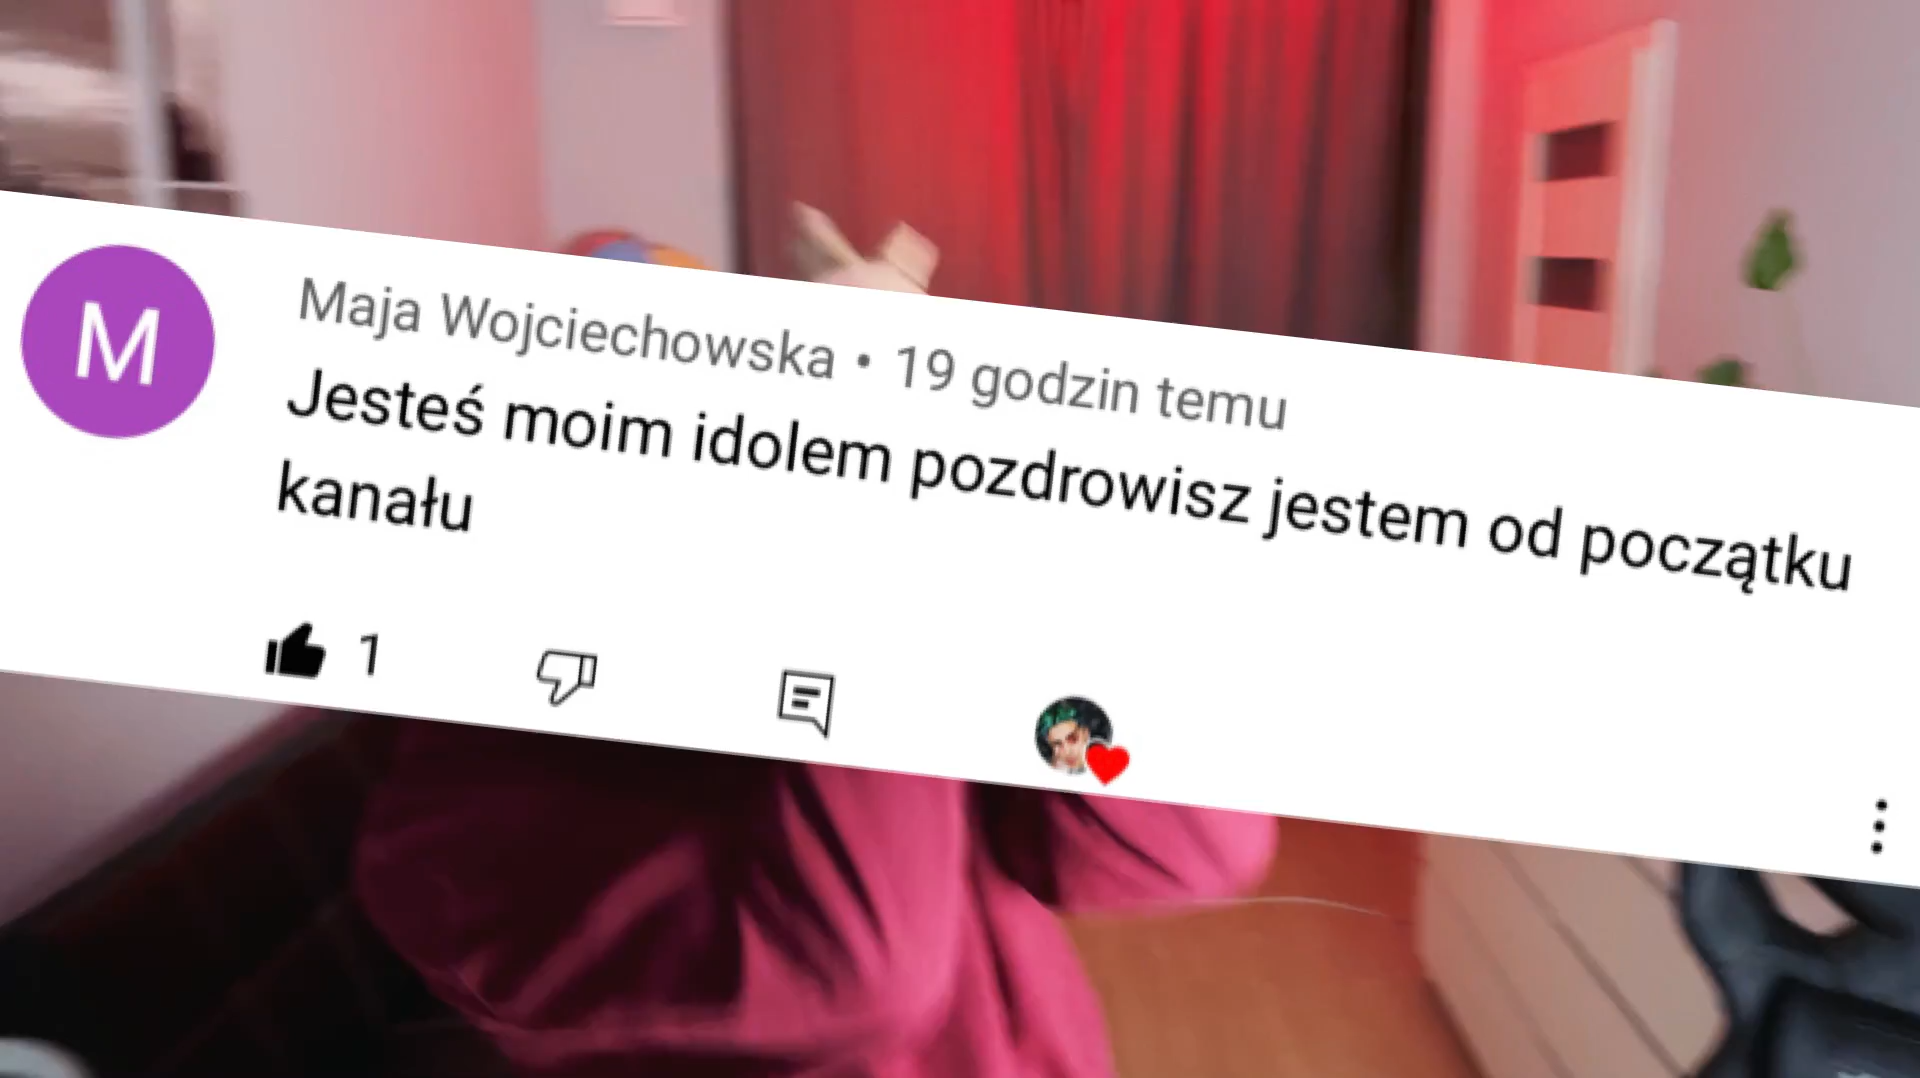 M
Maja Wojciechowska • 19 godzin temu
Jesteś moim idolem pozdrowisz jestem od początku
kanału
1